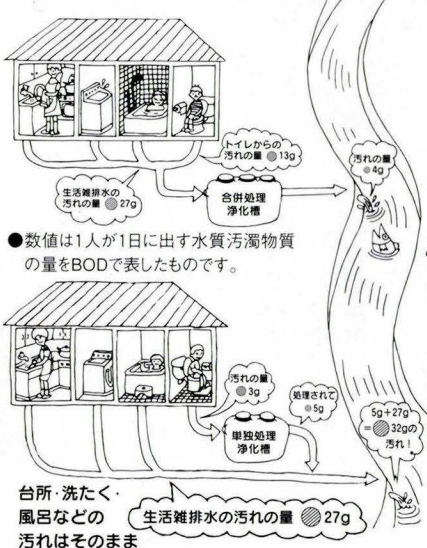 トイレからの
汚れの量 13g
生活雑排水の
汚れの量 27g
合併処理
浄化槽
汚れの量
4g
●数値は1人が1日に出す水質汚濁物質
の量をBODで表したものです。
汚れの量
3g
処理されて
5g
単独処理
浄化槽
5g+27g
=32gの
汚れ!
台所·洗たく·
風呂などの
汚れはそのまま
生活雑排水の汚れの量 27g